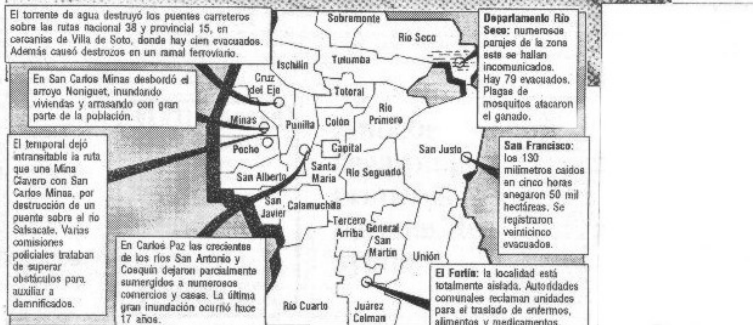 El torrente de agua destruyó los puentes carreteros
sobre las rutas nacional 38 y provincial 15, en
cercanías de Villa de Soto, donde hay cien evacuados.
Además causó destrozos en un ramal ferroviario.
En San Carlos Minas desbordó el
arroyo Noniguet, inundando
viviendas y arrasando con gran
parte de la población.
El temporal dejó
intransitable la ruta
que une Mina
Clavero con San
Carlos Minas, por
destrucción de un
puente sobre el río
Salsacate. Varias
comisiones
policiales trataban
de superar
obstáculos para
auxiliar a
damnificados.
En Carlos Paz las crecientes
de los ríos San Antonio y
Cosquín dejaron parcialmente
sumergidos a numerosos
comercios y casas. La última
gran inundación ocurrió hace
17 años.
Sobremonte
Río Seco
Ischilín
Tulumba
Cruz
del Eje
Totoral
Minas
Punilla
Colón
Río
Primero
Pocho
Capital
San Justo
San Alberto
Santa
María
Río Segundo
San
Javier
Calamuchita
Tercero
Arriba
General
San
Martín
Unión
Río Cuarto
Juárez
Celman
Departamento Río
Seco: numerosos
parajes de la zona
este se hallan
incomunicados.
Hay 79 evacuados.
Plagas de
mosquitos atacaron
el ganado.
San Francisco:
los 130
milímetros caídos
en cinco horas
anegaron 50 mil
hectáreas. Se
registraron
veinticinco
evacuados.
El Fortín: la localidad está
totalmente aislada. Autoridades
comunales reclaman unidades
para el traslado de enfermos,
alimentos y medicamentos